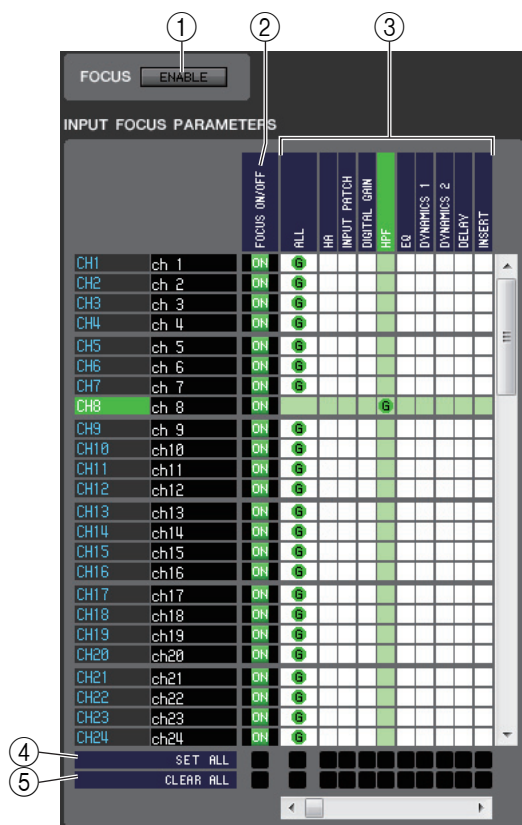 ① ② ③
FOCUS ENABLE
INPUT FOCUS PARAMETERS
FOCUS ON/OFF ALL HA INPUT PATCH DIGITAL GAIN HPF EQ DYNAMICS 1 DYNAMICS 2 DELAY INSERT
CH1 ch 1 ON G
CH2 ch 2 ON G
CH3 ch 3 ON G
CH4 ch 4 ON G
CH5 ch 5 ON G
CH6 ch 6 ON G
CH7 ch 7 ON G
CH8 ch 8 ON G
CH9 ch 9 ON G
CH10 ch10 ON G
CH11 ch11 ON G
CH12 ch12 ON G
CH13 ch13 ON G
CH14 ch14 ON G
CH15 ch15 ON G
CH16 ch16 ON G
CH17 ch17 ON G
CH18 ch18 ON G
CH19 ch19 ON G
CH20 ch20 ON G
CH21 ch21 ON G
CH22 ch22 ON G
CH23 ch23 ON G
CH24 ch24 ON G
④ SET ALL
⑤ CLEAR ALL